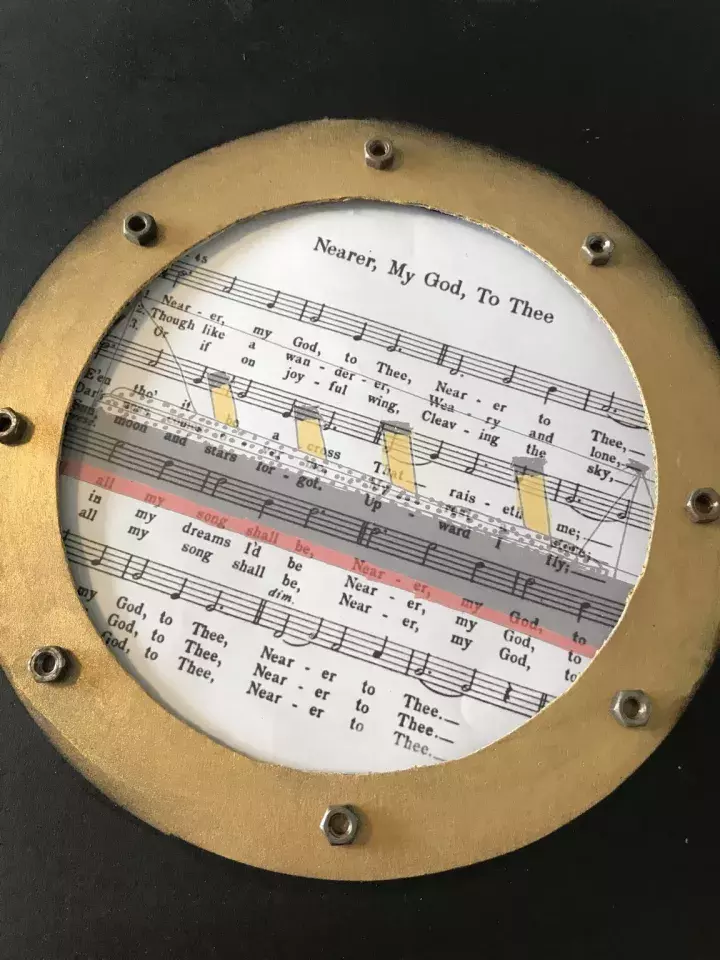 Nearer, My God, To Thee
Near - er, my God, to Thee, Near - er to Thee,
2. Though like a wan - der - er, Wea - ry and lone,
3. Or if on joy - ful wing, Cleav - ing the sky,
E'en tho' it be a cross That rais - eth me;
Dark
Sun, moon and stars for - got, Up - ward I fly;
all my song shall be, Near - er, my God, to
in my dreams I'd be Near - er, my God, to
all my song shall be, Near - er, my God, to
dim.
my God, to Thee, Near - er to Thee.
God, to Thee, Near - er to Thee.
God, to Thee, Near - er to Thee.